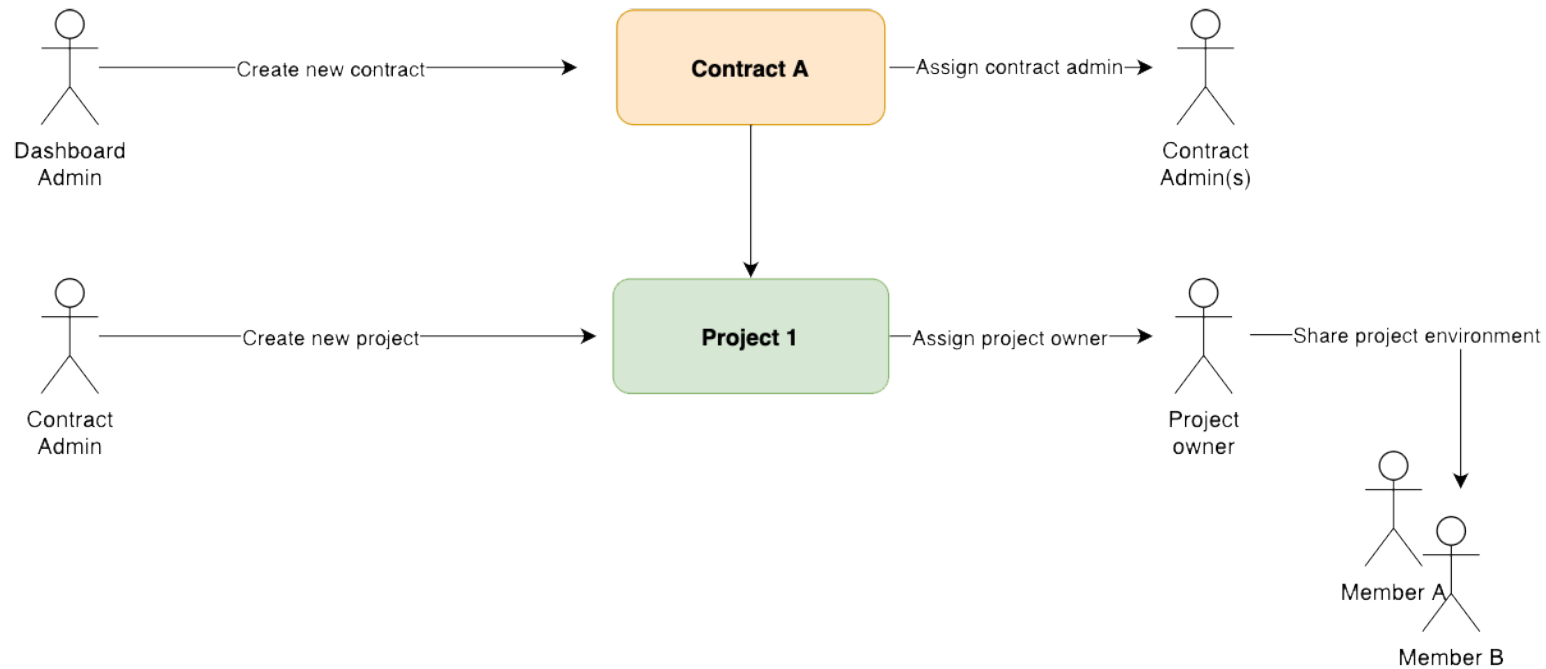 Create new contract
Contract A
Assign contract admin
Dashboard
Admin
Contract
Admin(s)
Create new project
Project 1
Assign project owner
Share project environment
Contract
Admin
Project
owner
Member A
Member B